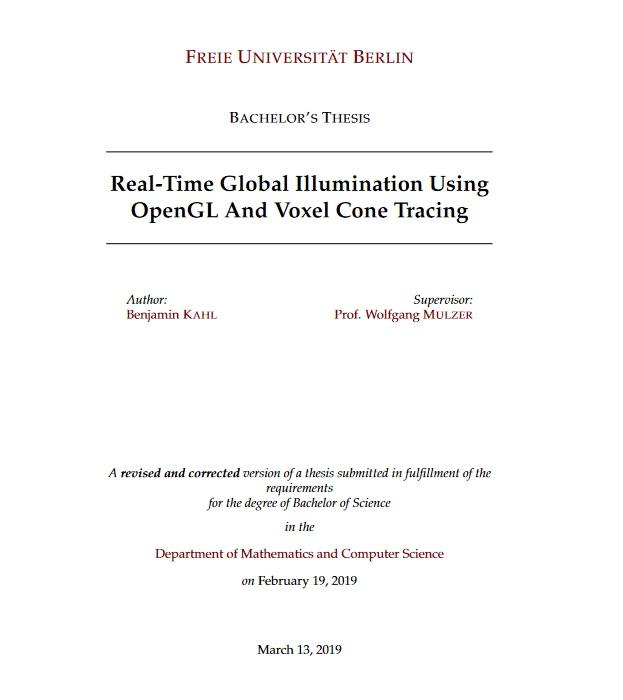 FREIE UNIVERSITÄT BERLIN
BACHELOR'S THESIS
Real-Time Global Illumination Using
OpenGL And Voxel Cone Tracing
Author:
Benjamin KAHL
Supervisor:
Prof. Wolfgang MULZER
A revised and corrected version of a thesis submitted in fulfillment of the
requirements
for the degree of Bachelor of Science
in the
Department of Mathematics and Computer Science
on February 19, 2019
March 13, 2019